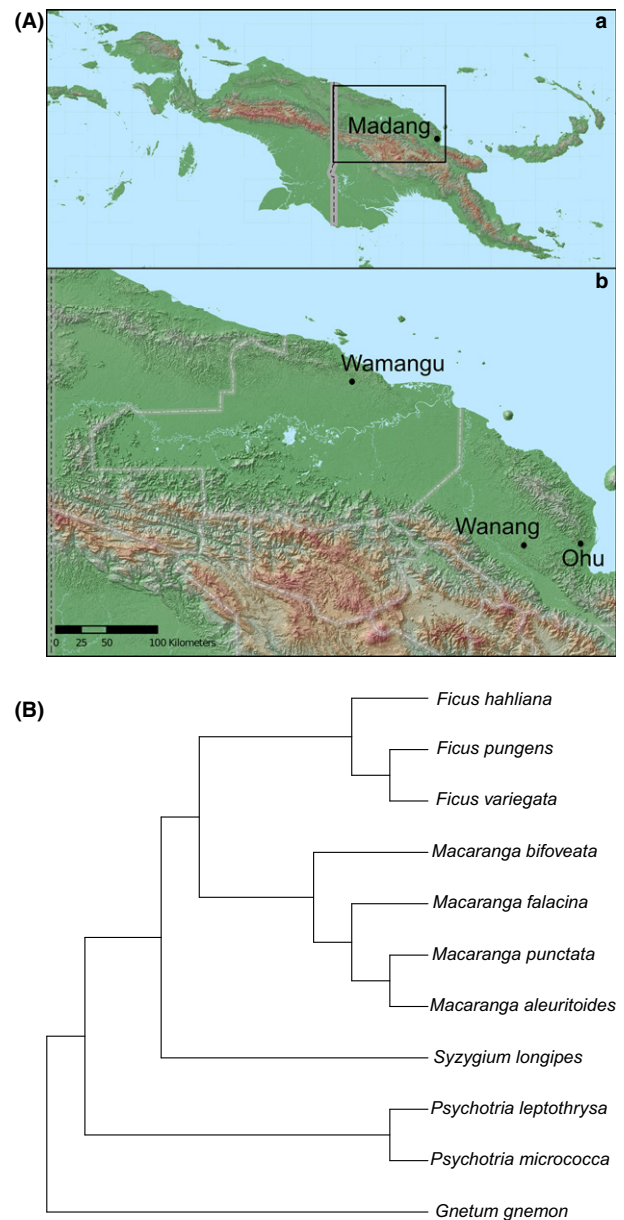 (A)
a
Madang
b
Wamangu
Wanang
Ohu
0 25 50 100 Kilometers
(B)
Ficus hahliana
Ficus pungens
Ficus variegata
Macaranga bifoveata
Macaranga falacina
Macaranga punctata
Macaranga aleuritoides
Syzygium longipes
Psychotria leptothyrsa
Psychotria micrococca
Gnetum gnemon